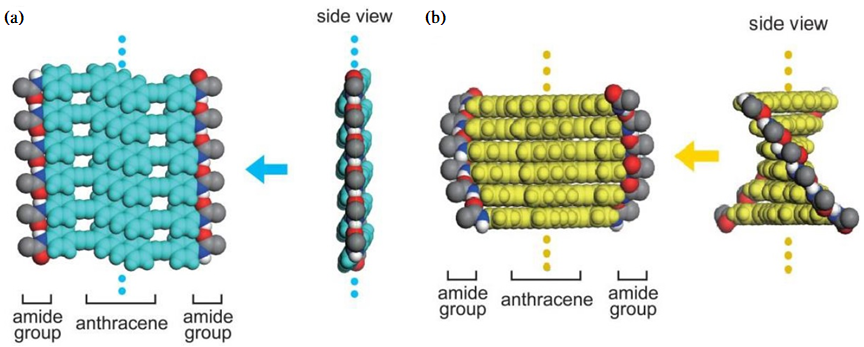 (a)
side view
amide
group
anthracene
amide
group
(b)
side view
amide
group
anthracene
amide
group